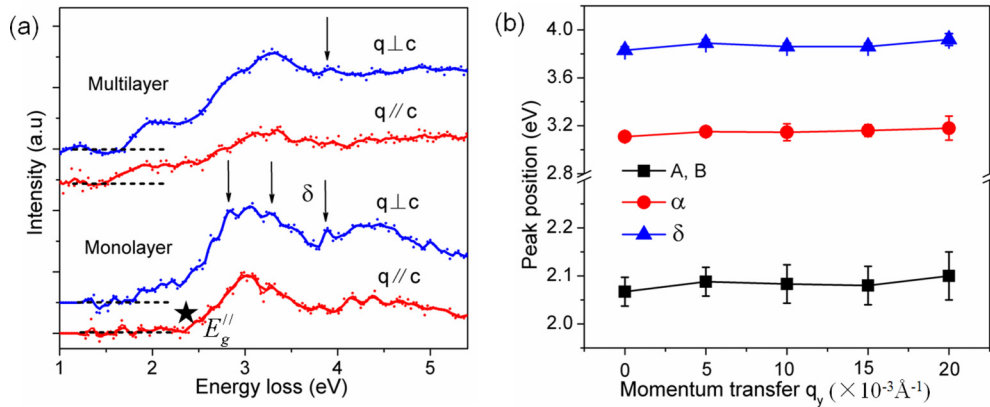 (a)
q⊥c
Multilayer
q//c
δ
q⊥c
Monolayer
q//c
★ E_g^//
Intensity (a.u)
1 2 3 4 5
Energy loss (eV)
(b)
4.0
3.6
3.2
2.8
2.2
2.1
2.0
Peak position (eV)
A, B
α
δ
0 5 10 15 20
Momentum transfer q_y (×10⁻³Å⁻¹)